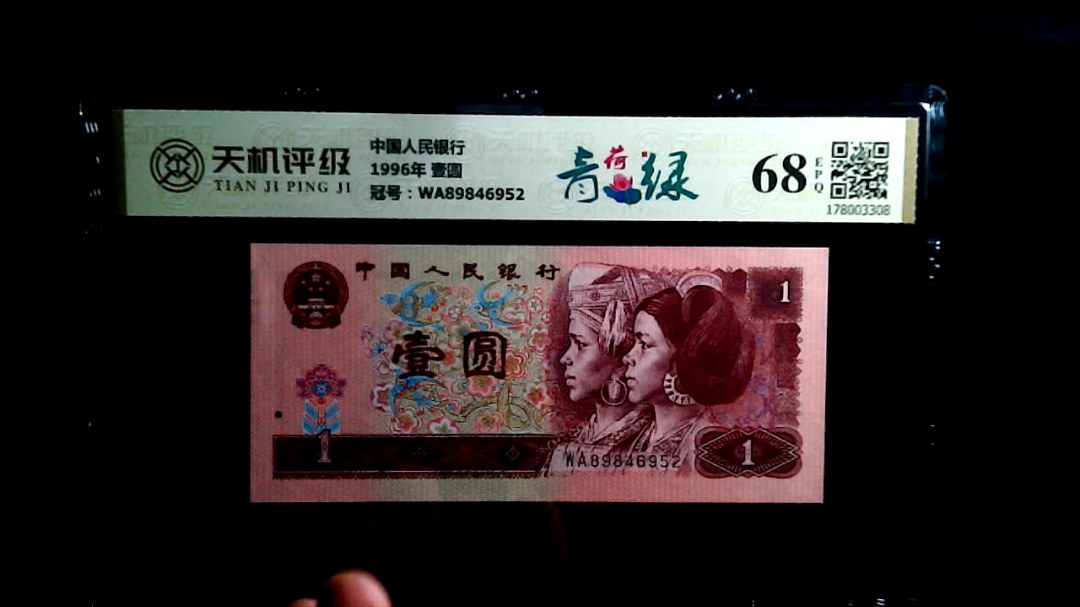 天机评级
TIAN JI PING JI
中国人民银行
1996年 壹圆
冠号：WA89846952
青荷绿
68
EPQ
178003308
中国人民银行
1
壹圆
1
WA89846952
1